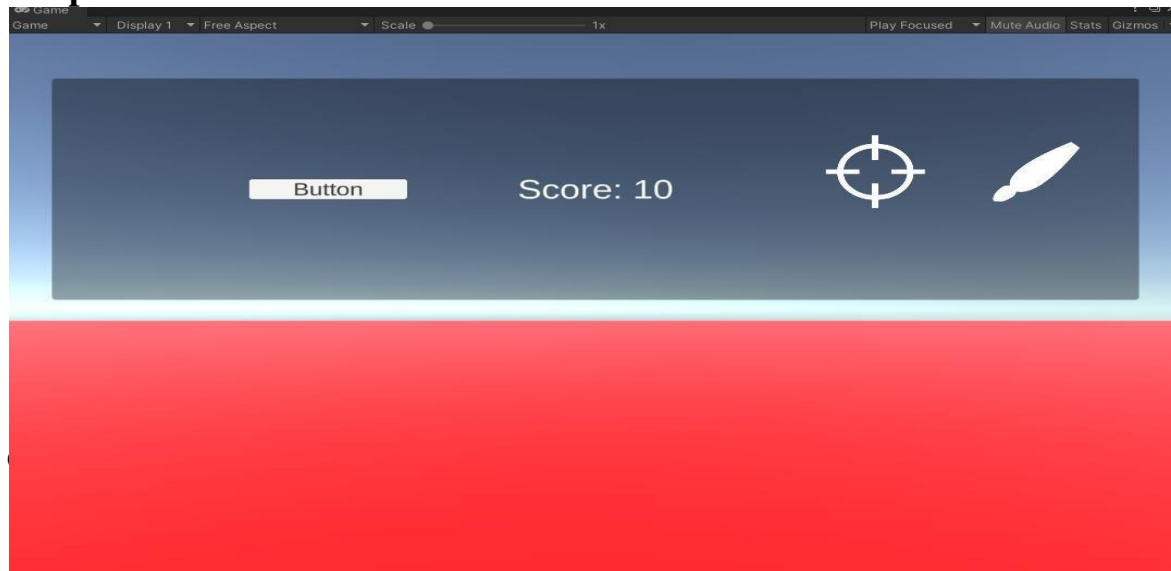 Game
Game Display 1 Free Aspect Scale 1x Play Focused Mute Audio Stats Gizmos
Button Score: 10